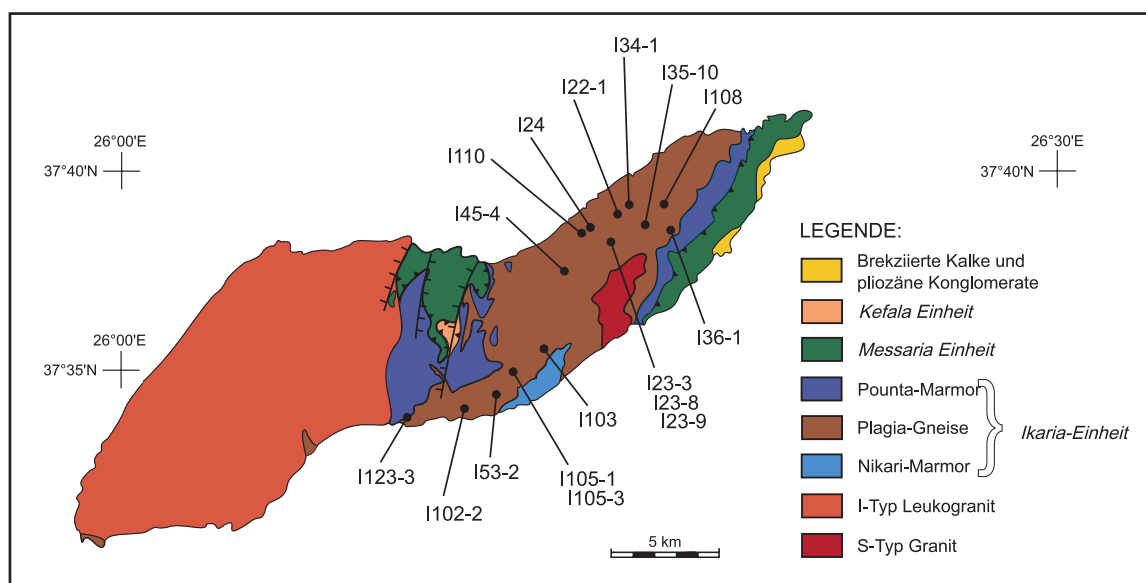 I34-1
I35-10
I22-1
I108
I24
26°00'E
37°40'N
26°30'E
37°40'N
I110
I45-4
LEGENDE:
Brekziierte Kalke und
pliozäne Konglomerate
Kefala Einheit
Messaria Einheit
Pounta-Marmor
Plagia-Gneise
Ikaria-Einheit
Nikari-Marmor
I-Typ Leukogranit
S-Typ Granit
26°00'E
37°35'N
I36-1
I23-3
I23-8
I23-9
I103
I123-3
I53-2
I105-1
I105-3
I102-2
5 km